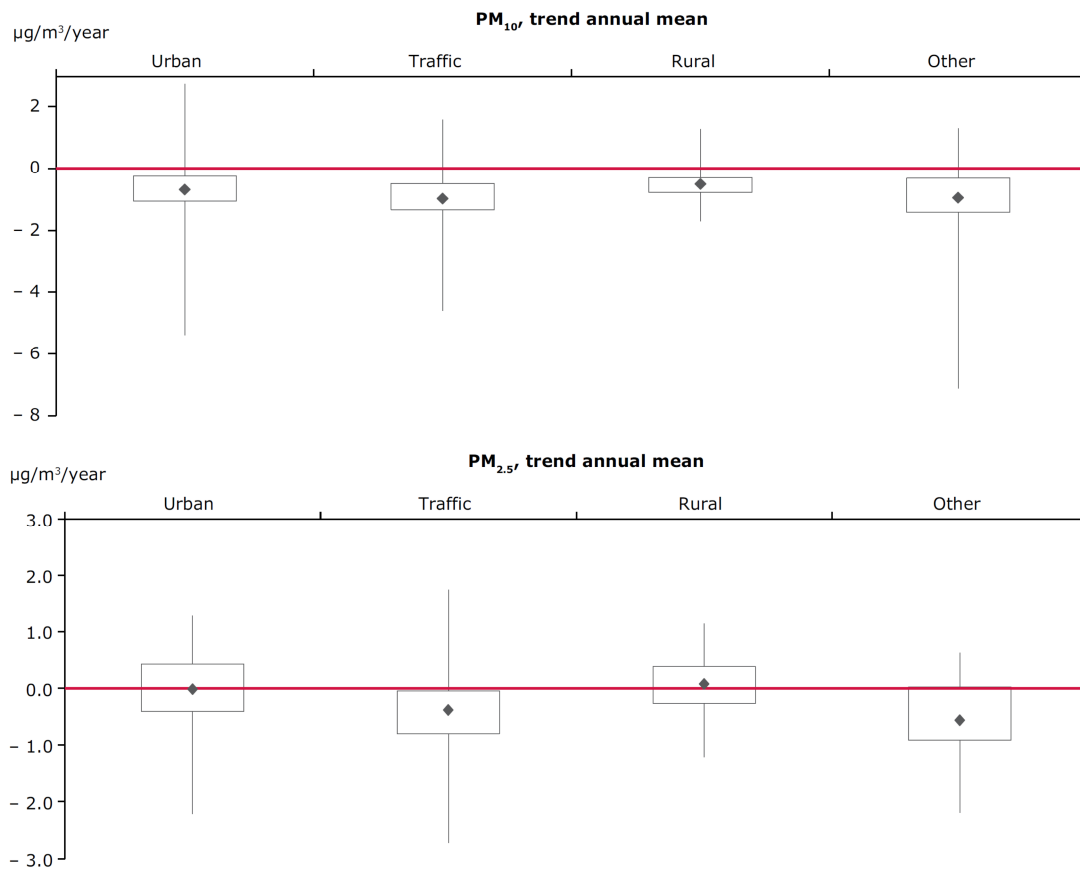 PM₁₀, trend annual mean
µg/m³/year
Urban Traffic Rural Other
2
0
– 2
– 4
– 6
– 8
PM₂.₅, trend annual mean
µg/m³/year
Urban Traffic Rural Other
3.0
2.0
1.0
0.0
– 1.0
– 2.0
– 3.0